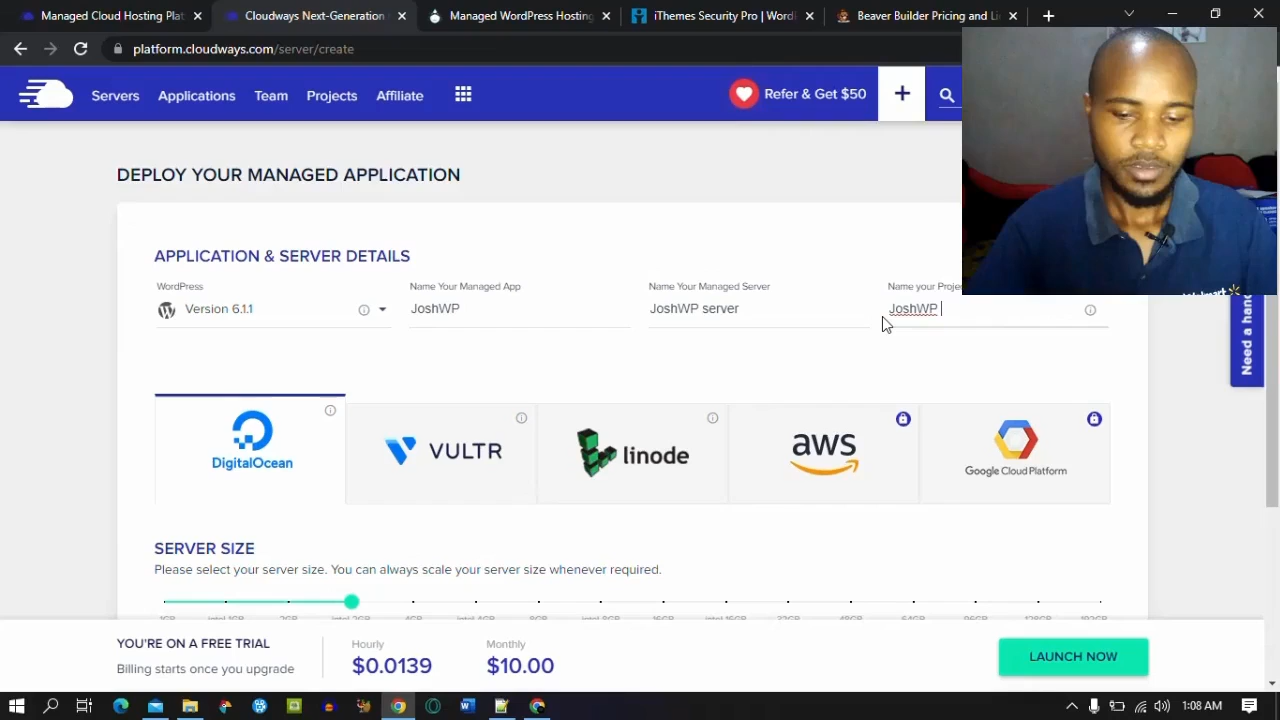 Managed Cloud Hosting Plat
Cloudways Next-Generation
Managed WordPress Hosting
iThemes Security Pro | Word
Beaver Builder Pricing and Li
platform.cloudways.com/server/create
Servers
Applications
Team
Projects
Affiliate
Refer & Get $50
DEPLOY YOUR MANAGED APPLICATION
APPLICATION & SERVER DETAILS
WordPress
Name Your Managed App
Name Your Managed Server
Name your Proje
Version 6.1.1
JoshWP
JoshWP server
JoshWP
Need a hand
DigitalOcean
VULTR
linode
aws
Google Cloud Platform
SERVER SIZE
Please select your server size. You can always scale your server size whenever required.
YOU'RE ON A FREE TRIAL
Billing starts once you upgrade
Hourly
$0.0139
Monthly
$10.00
LAUNCH NOW
1:08 AM